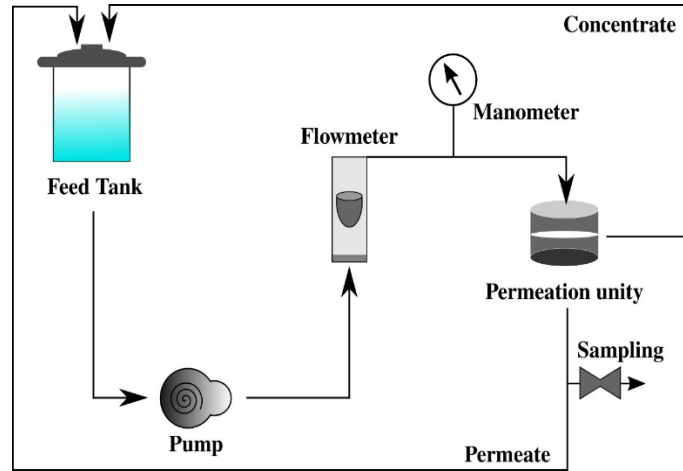 Concentrate
Manometer
Flowmeter
Feed Tank
Permeation unity
Sampling
Pump
Permeate